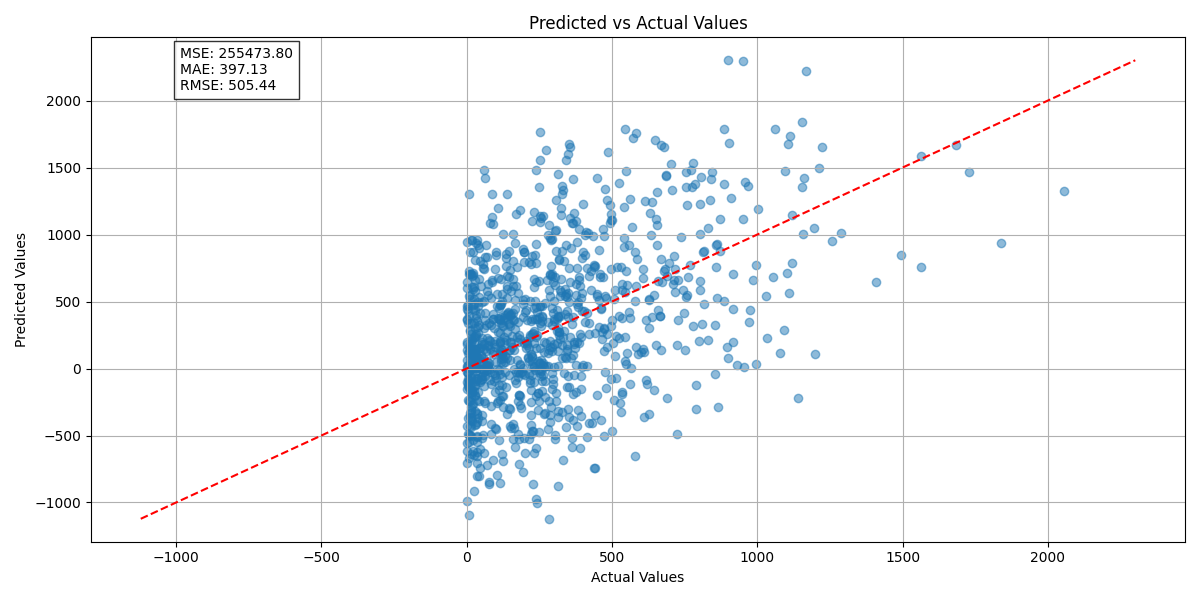 Predicted vs Actual Values
MSE: 255473.80
MAE: 397.13
RMSE: 505.44
Predicted Values
2000
1500
1000
500
0
−500
−1000
−1000
−500
0
500
1000
1500
2000
Actual Values